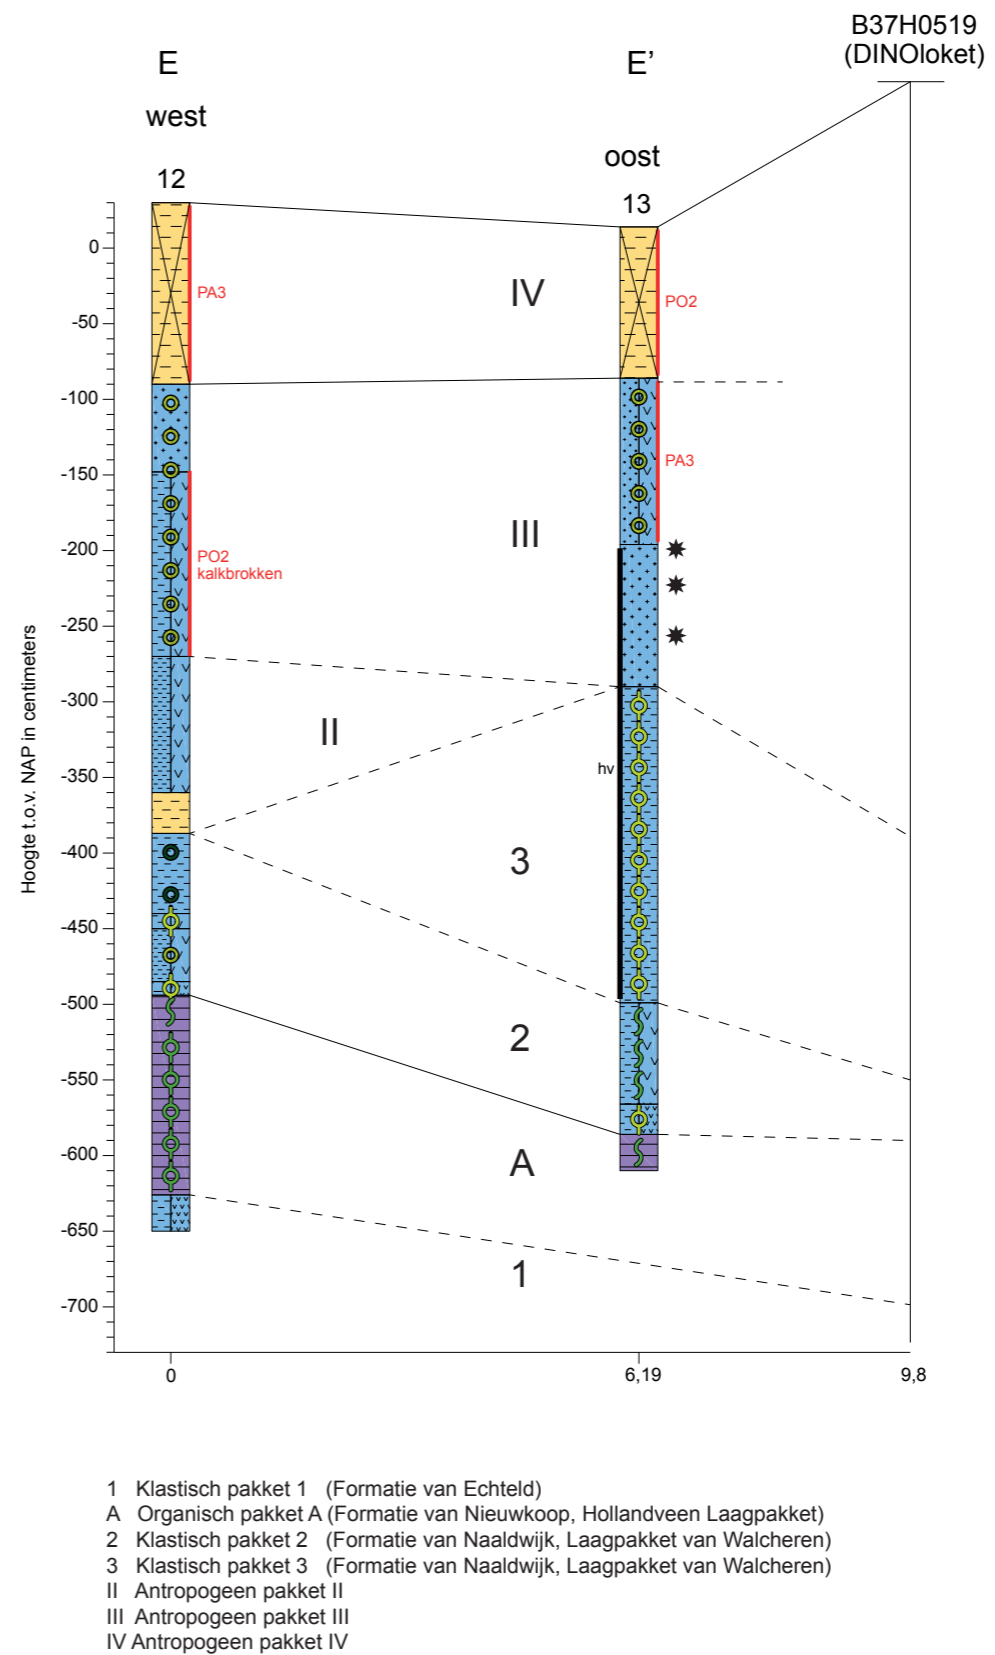 B37H0519
(DINOloket)
E
E’
west
oost
12
13
0
-50
-100
-150
-200
-250
-300
-350
-400
-450
-500
-550
-600
-650
-700
Hoogte t.o.v. NAP in centimeters
PA3
IV
PO2
PA3
III
PO2
kalkbrokken
II
hv
3
2
A
1
0
6,19
9,8
1 Klastisch pakket 1 (Formatie van Echteld)
A Organisch pakket A (Formatie van Nieuwkoop, Hollandveen Laagpakket)
2 Klastisch pakket 2 (Formatie van Naaldwijk, Laagpakket van Walcheren)
3 Klastisch pakket 3 (Formatie van Naaldwijk, Laagpakket van Walcheren)
II Antropogeen pakket II
III Antropogeen pakket III
IV Antropogeen pakket IV